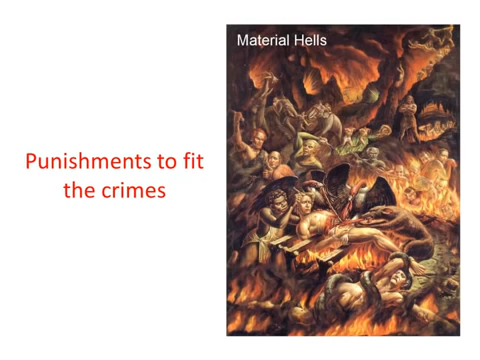 Material Hells
Punishments to fit
the crimes